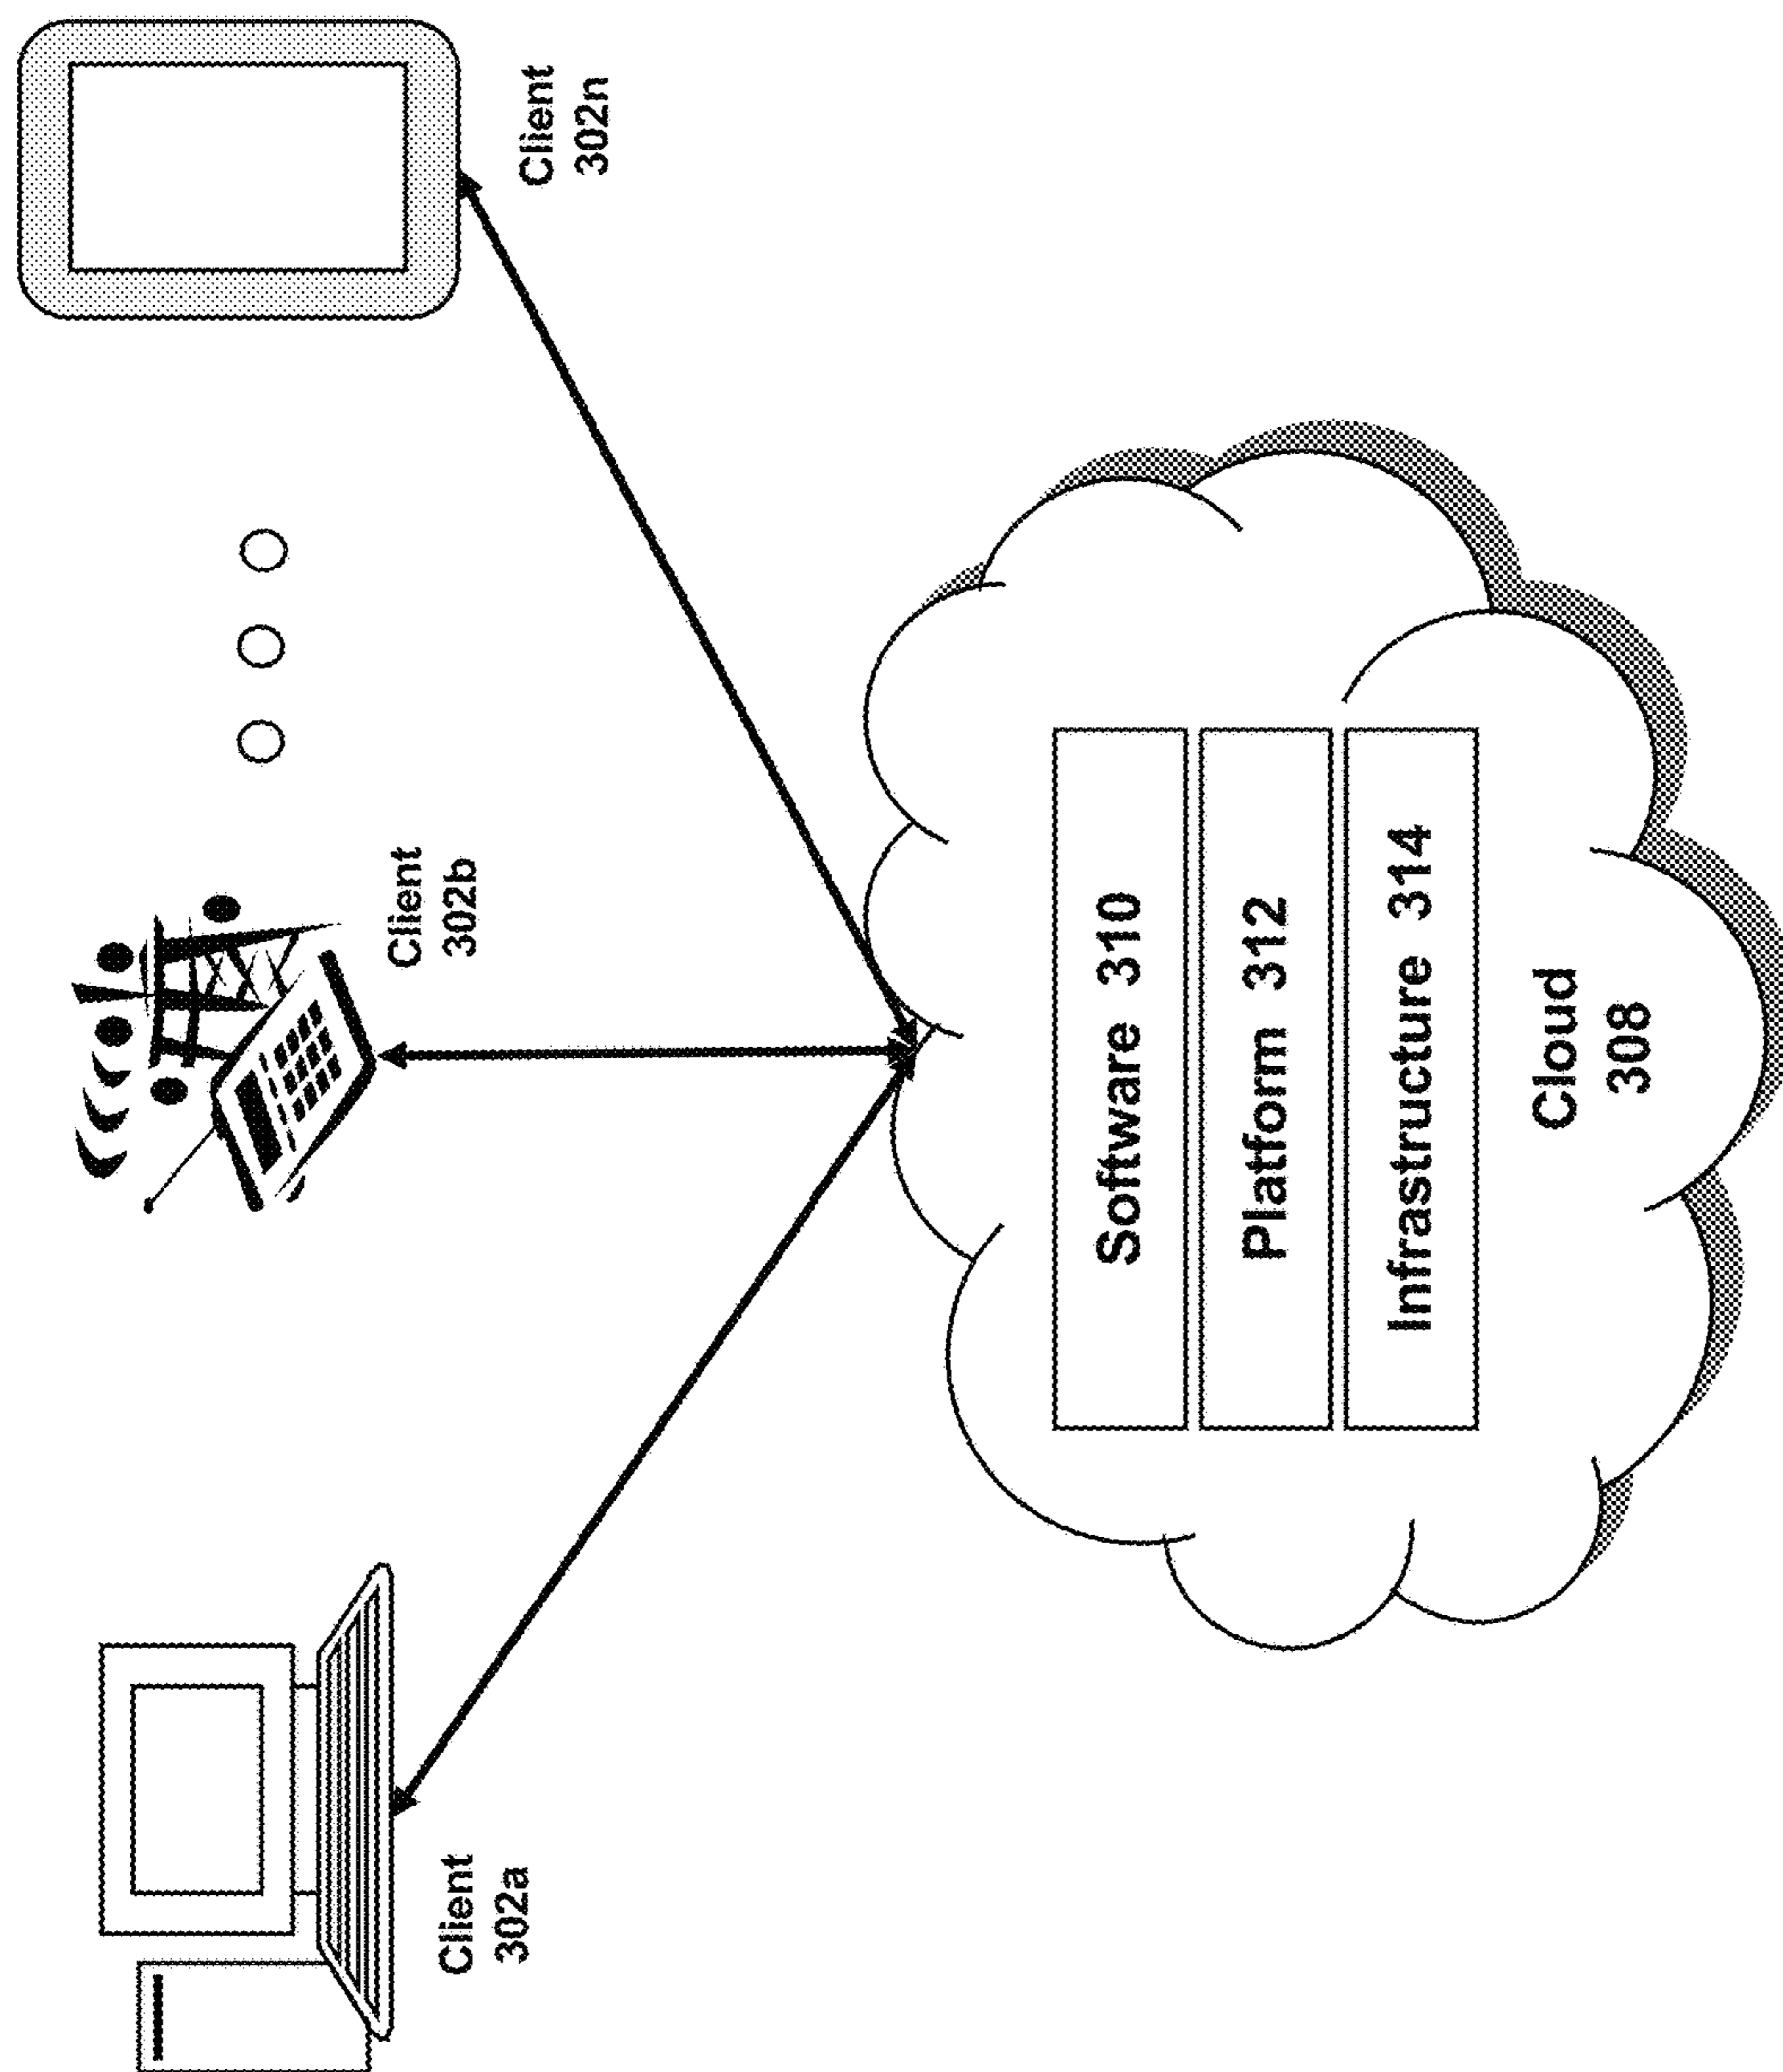 Client
302a
Client
302b
Client
302n
Software 310
Platform 312
Infrastructure 314
Cloud
308